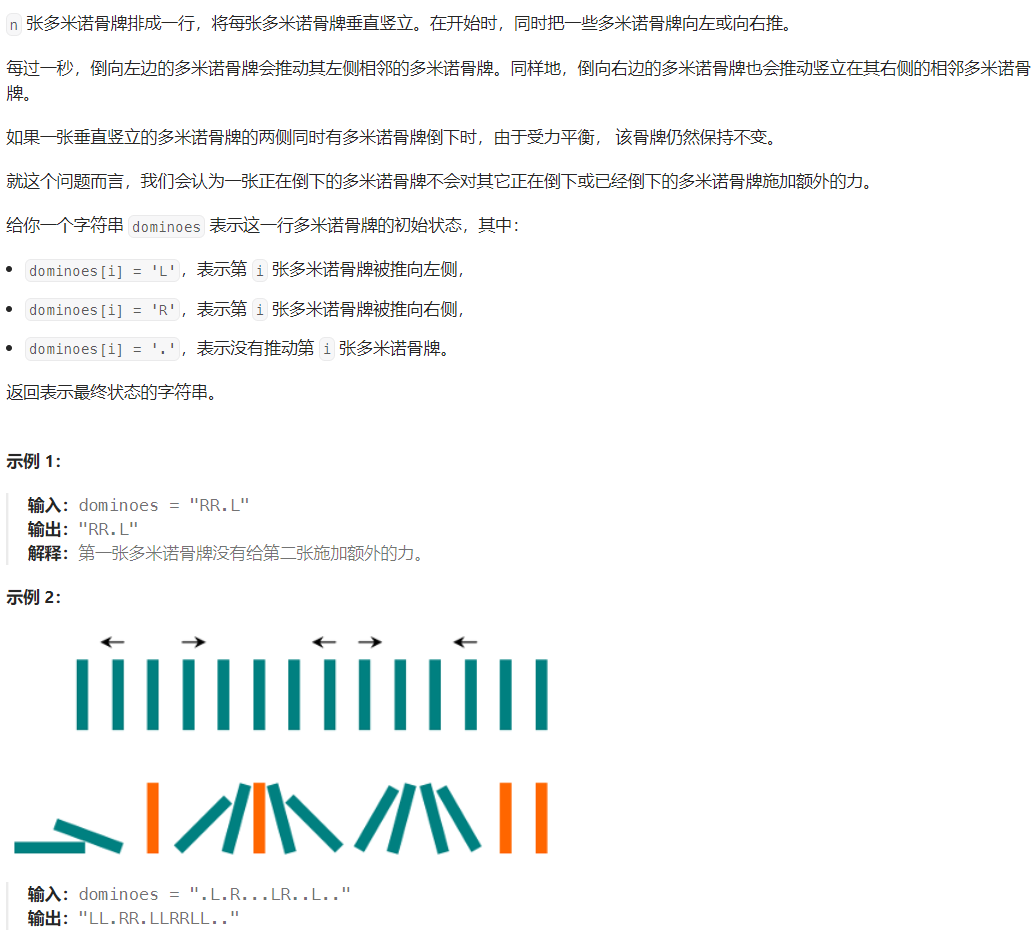 n 张多米诺骨牌排成一行，将每张多米诺骨牌垂直竖立。在开始时，同时把一些多米诺骨牌向左或向右推。
每过一秒，倒向左边的多米诺骨牌会推动其左侧相邻的多米诺骨牌。同样地，倒向右边的多米诺骨牌也会推动竖立在其右侧的相邻多米诺骨
牌。
如果一张垂直竖立的多米诺骨牌的两侧同时有多米诺骨牌倒下时，由于受力平衡， 该骨牌仍然保持不变。
就这个问题而言，我们会认为一张正在倒下的多米诺骨牌不会对其它正在倒下或已经倒下的多米诺骨牌施加额外的力。
给你一个字符串 dominoes 表示这一行多米诺骨牌的初始状态，其中：
• dominoes[i] = 'L'，表示第 i 张多米诺骨牌被推向左侧，
• dominoes[i] = 'R'，表示第 i 张多米诺骨牌被推向右侧，
• dominoes[i] = '.'，表示没有推动第 i 张多米诺骨牌。
返回表示最终状态的字符串。
示例 1：
输入：dominoes = "RR.L"
输出："RR.L"
解释：第一张多米诺骨牌没有给第二张施加额外的力。
示例 2：
输入：dominoes = ".L.R...LR..L.."
输出："LL.RR.LLRRLL.."